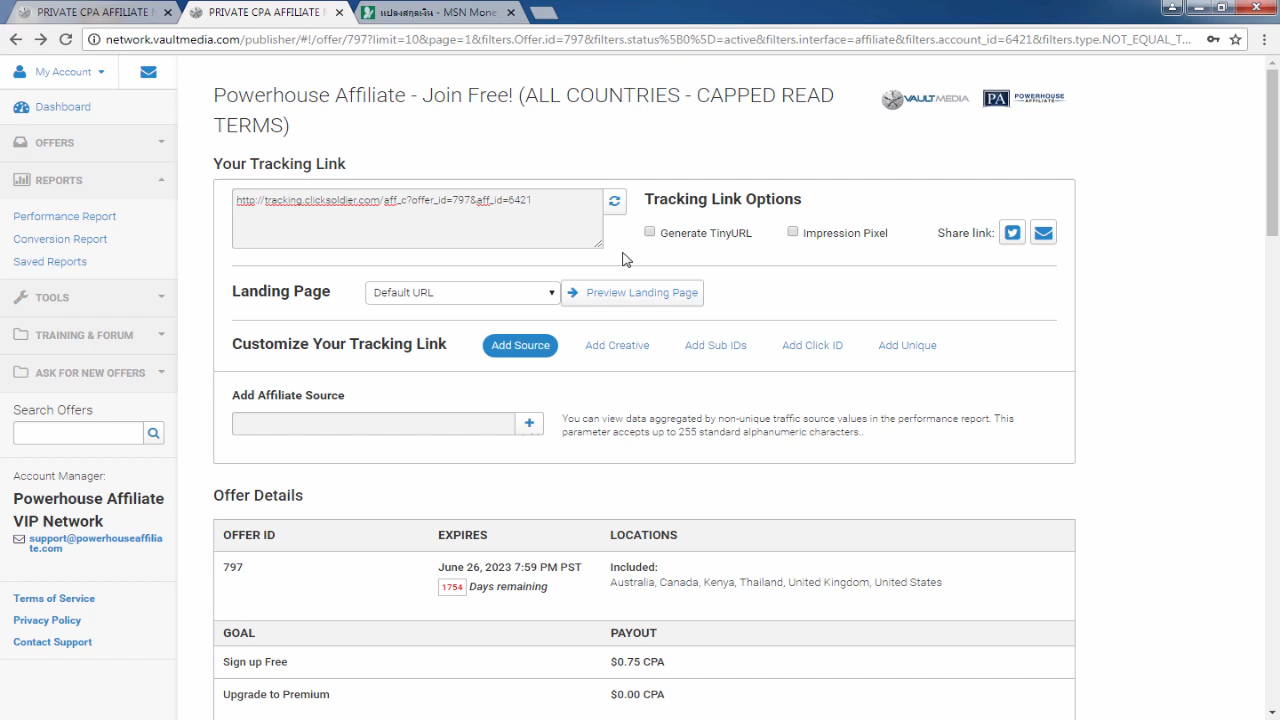 PRIVATE CPA AFFILIATE M
PRIVATE CPA AFFILIATE M
แปลงสกุลเงิน - MSN Mone
network.vaultmedia.com/publisher/#!/offer/797?limit=10&page=1&filters.Offer.id=797&filters.status%5B0%5D=active&filters.interface=affiliate&filters.account_id=6421&filters.type.NOT_EQUAL_T...
My Account
Dashboard
OFFERS
REPORTS
Performance Report
Conversion Report
Saved Reports
TOOLS
TRAINING & FORUM
ASK FOR NEW OFFERS
Search Offers
Account Manager:
Powerhouse Affiliate
VIP Network
support@powerhouseaffilia
te.com
Terms of Service
Privacy Policy
Contact Support
Powerhouse Affiliate - Join Free! (ALL COUNTRIES - CAPPED READ
TERMS)
VAULTMEDIA
PA POWERHOUSE
AFFILIATE
Your Tracking Link
http://tracking.clicksoldier.com/aff_c?offer_id=797&aff_id=6421
Tracking Link Options
Generate TinyURL
Impression Pixel
Share link:
Landing Page
Default URL
Preview Landing Page
Customize Your Tracking Link
Add Source
Add Creative
Add Sub IDs
Add Click ID
Add Unique
Add Affiliate Source
You can view data aggregated by non-unique traffic source values in the performance report. This
parameter accepts up to 255 standard alphanumeric characters..
Offer Details
OFFER ID EXPIRES LOCATIONS
797 June 26, 2023 7:59 PM PST Included:
1754 Days remaining Australia, Canada, Kenya, Thailand, United Kingdom, United States
GOAL PAYOUT
Sign up Free $0.75 CPA
Upgrade to Premium $0.00 CPA